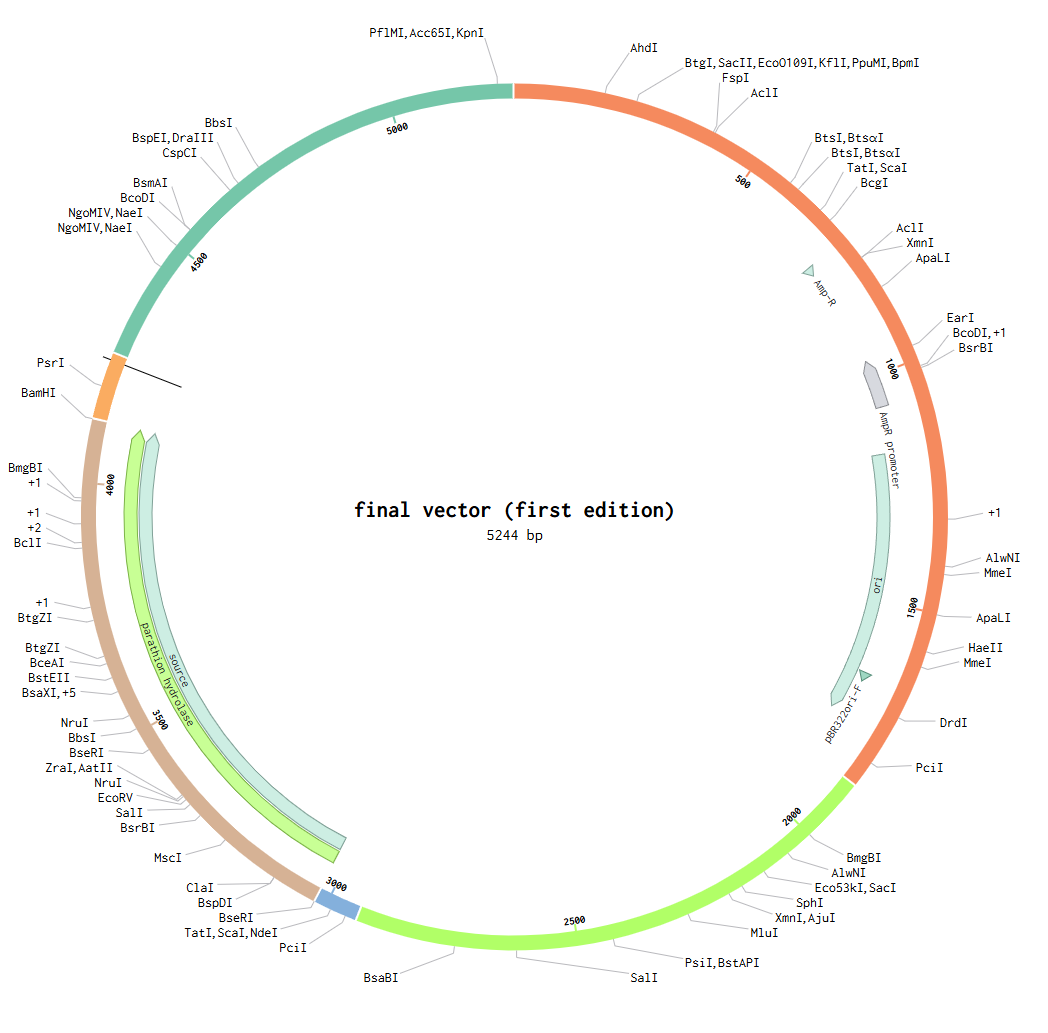 PflMI,Acc65I,KpnI
AhdI
BtgI,SacII,EcoO109I,KflI,PpuMI,BpmI
FspI
AclI
BbsI
BspEI,DraIII
CspCI
BtsI,BtsαI
BtsI,BtsαI
TatI,ScaI
BcgI
BsmAI
BcoDI
NgoMIV,NaeI
NgoMIV,NaeI
5000
500
4500
AclI
XmnI
ApaLI
Amp-R
EarI
BcoDI,+1
BsrBI
1000
PsrI
BamHI
AmpR promoter
BmgBI
+1
+1
+2
BclI
4000
final vector (first edition)
5244 bp
+1
AlwNI
MmeI
ori
1500
ApaLI
HaeII
MmeI
+1
BtgZI
BtgZI
BceAI
BstEII
BsaXI,+5
parathion hydrolase
source
pBR322ori-F
3500
NruI
BbsI
BseRI
ZraI,AatII
NruI
EcoRV
SalI
BsrBI
MscI
DrdI
PciI
2000
BmgBI
AlwNI
Eco53kI,SacI
SphI
XmnI,AjuI
MluI
PsiI,BstAPI
SalI
2500
3000
ClaI
BspDI
BseRI
TatI,ScaI,NdeI
PciI
BsaBI